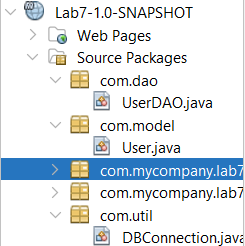 Lab7-1.0-SNAPSHOT
Web Pages
Source Packages
com.dao
UserDAO.java
com.model
User.java
com.mycompany.lab7
com.mycompany.lab7
com.util
DBConnection.java